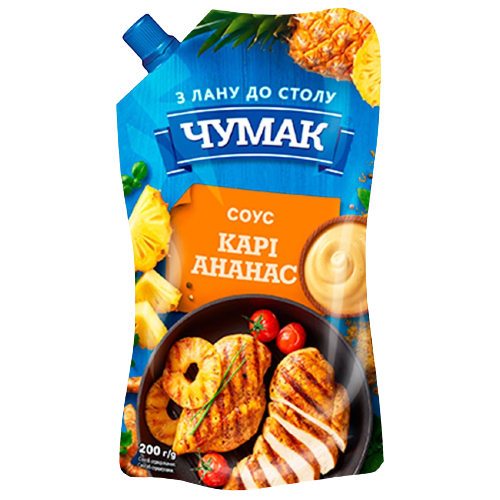 З ЛАНУ ДО СТОЛУ
ЧУМАК
СОУС
КАРІ
АНАНАС
200 г/g